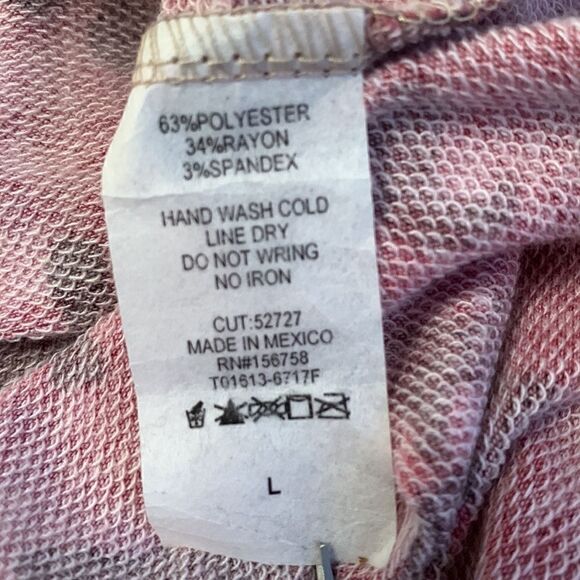 63%POLYESTER
34%RAYON
3%SPANDEX
HAND WASH COLD
LINE DRY
DO NOT WRING
NO IRON
CUT:52727
MADE IN MEXICO
RN#156758
T01613-6717F
L